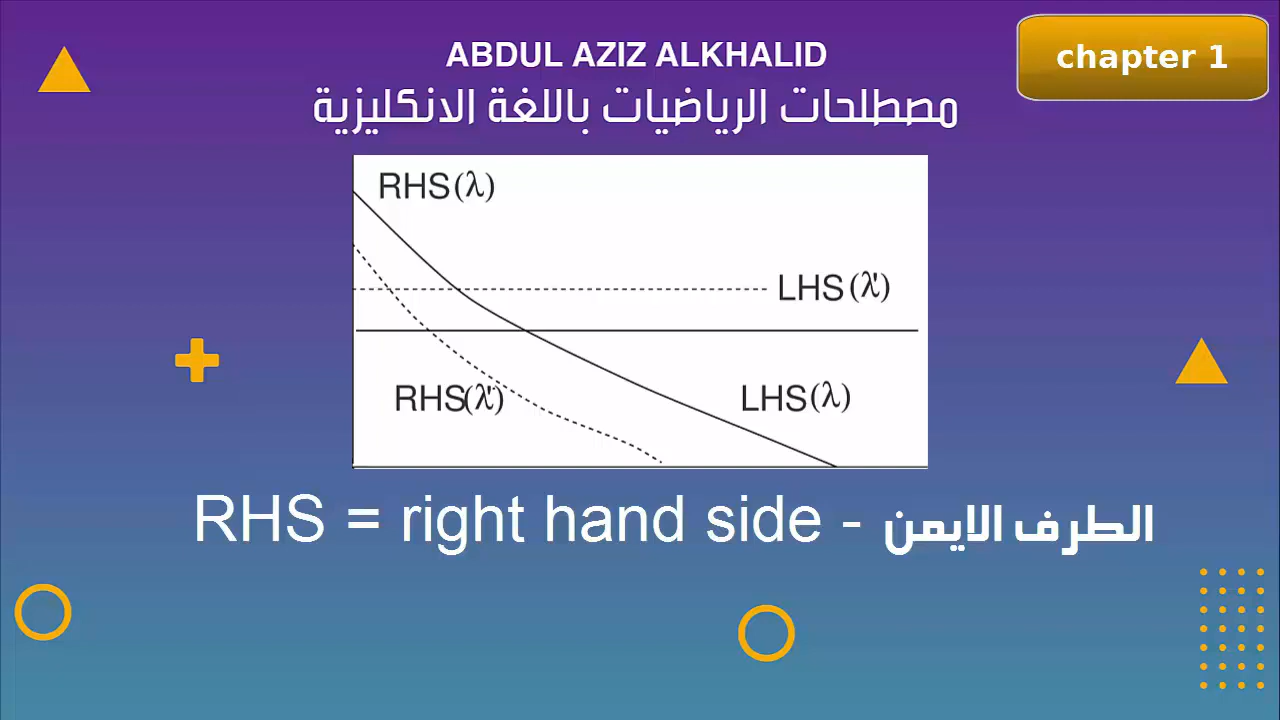 ABDUL AZIZ ALKHALID
chapter 1
مصطلحات الرياضيات باللغة الانكليزية
RHS(λ)
LHS(λ')
RHS(λ')
LHS(λ)
RHS = right hand side - الطرف الايمن